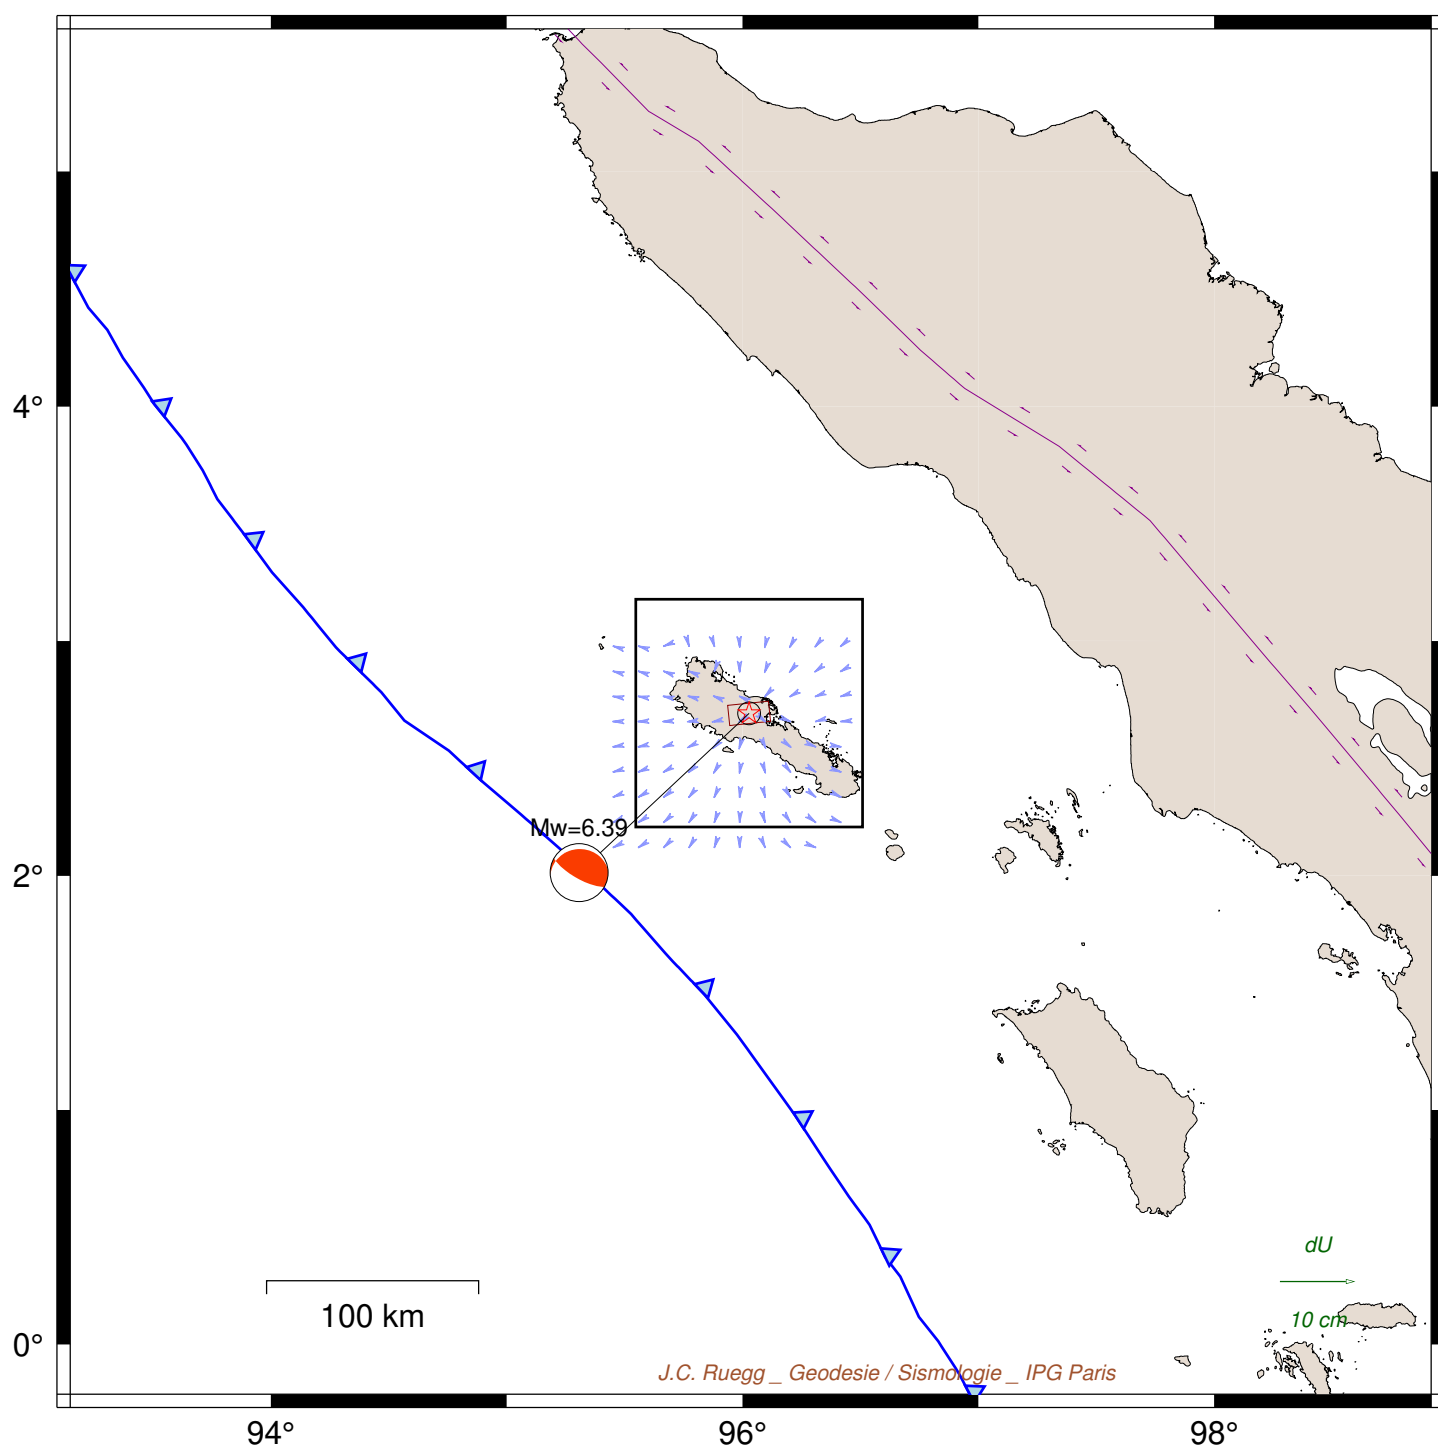 4°
Mw=6.39
2°
dU
100 km
10 cm
0°
J.C. Ruegg _ Geodesie / Sismologie _ IPG Paris
94°
96°
98°